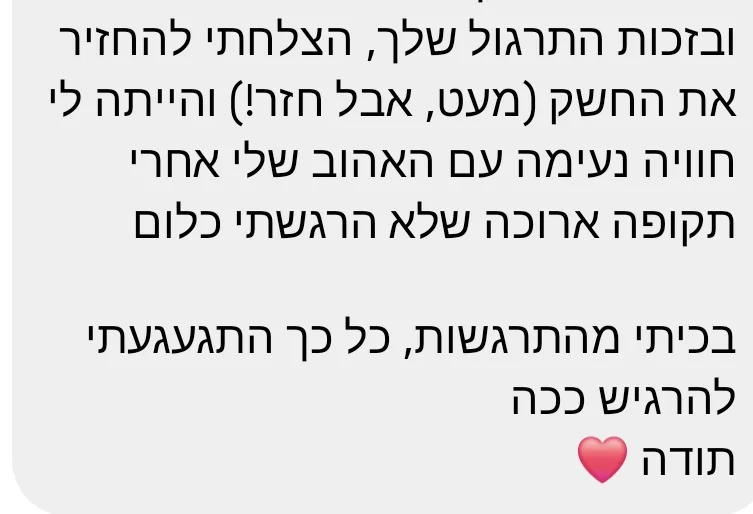 ובזכות התרגול שלך, הצלחתי להחזיר
את החשק (מעט, אבל חזר!) והייתה לי
חוויה נעימה עם האהוב שלי אחרי
תקופה ארוכה שלא הרגשתי כלום
בכיתי מהתרגשות, כל כך התגעגעתי
להרגיש ככה
תודה ❤️